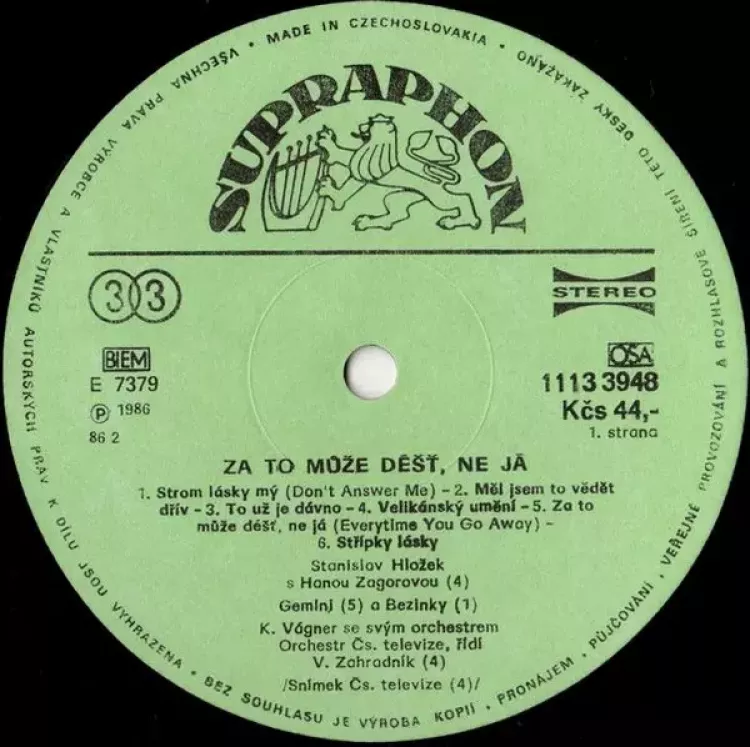 VŠECHNA PRÁVA VÝROBCE A VLASTNÍKŮ AUTORSKÝCH PRÁV K DÍLU JSOU VYHRAZENA • BEZ SOUHLASU JE VÝROBA KOPIÍ, PRONÁJEM, PŮJČOVÁNÍ, VEŘEJNÉ PROVOZOVÁNÍ A ROZHLASOVÉ ŠÍŘENÍ TÉTO DESKY ZAKÁZÁNO • MADE IN CZECHOSLOVAKIA •
SUPRAPHON
33
STEREO
BIEM
E 7379
Ⓟ 1986
86 2
OSA
1113 3948
Kčs 44,-
1. strana
ZA TO MŮŽE DÉŠŤ, NE JÁ
1. Strom lásky mý (Don't Answer Me) – 2. Měl jsem to vědět
dřív – 3. To už je dávno – 4. Velikánský umění – 5. Za to
může déšť, ne já (Everytime You Go Away) –
6. Střípky lásky
Stanislav Hložek
s Hanou Zagorovou (4)
Gemini (5) a Bezinky (1)
K. Vágner se svým orchestrem
Orchestr Čs. televize, řídí
V. Zahradník (4)
/Snímek Čs. televize (4)/